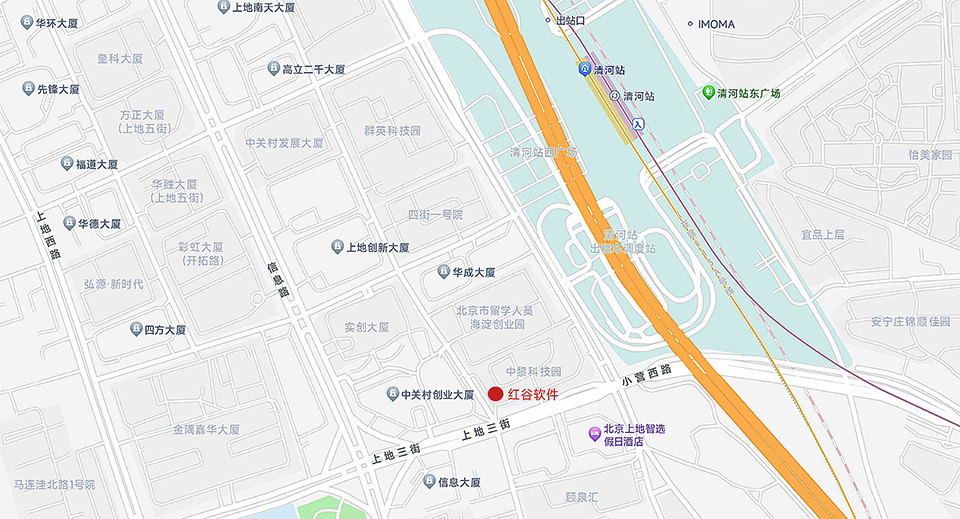 上地南天大厦
华环大厦
出站口
IMOMA
奎科大厦
高立二千大厦
清河站
先锋大厦
清河站
清河站东广场
方正大厦
(上地五街)
群英科技园
中关村发展大厦
清河站西广场
怡美家园
福道大厦
华胜大厦
(上地五街)
四街一号院
上地西路
华德大厦
清河站
出租车调度站
宜品上层
彩虹大厦
(开拓路)
上地创新大厦
华成大厦
信息路
弘源·新时代
北京市留学人员
海淀创业园
四方大厦
实创大厦
安宁庄锦顺佳园
中黎科技园
小营西路
中关村创业大厦
红谷软件
金隅嘉华大厦
上地三街
上地三街
北京上地智选
假日酒店
马连洼北路1号院
信息大厦
颐泉汇